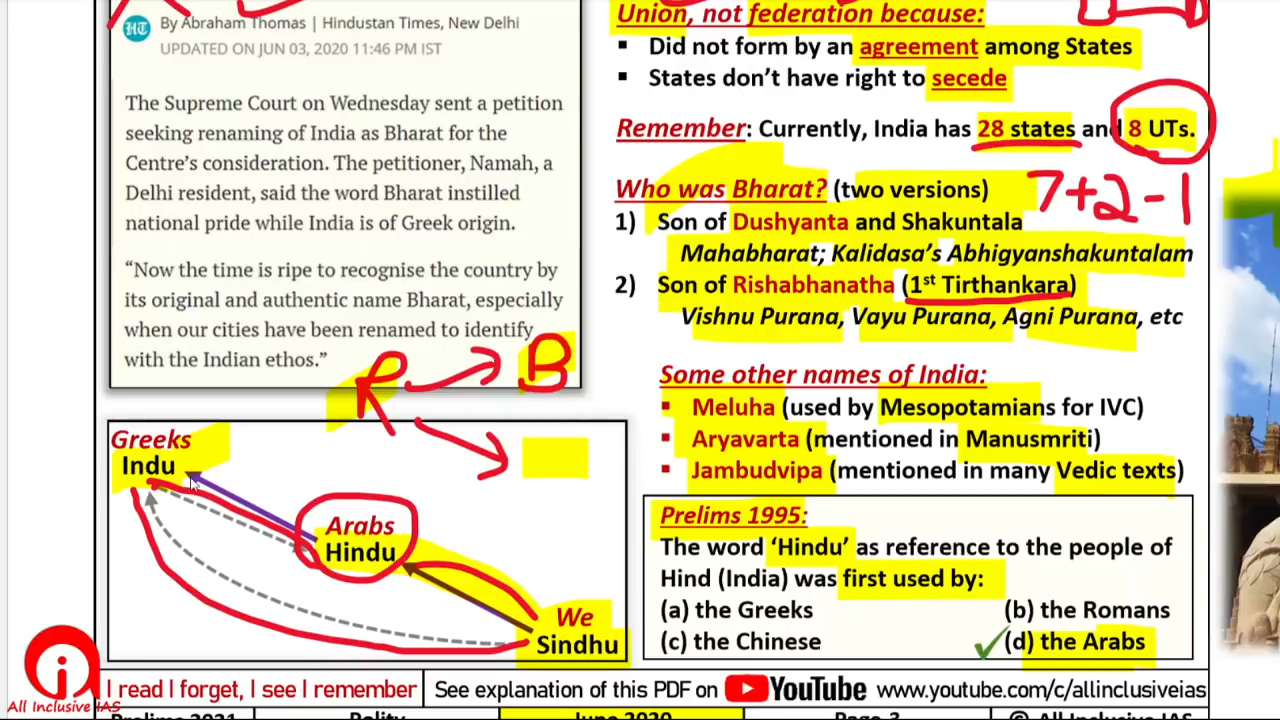 By Abraham Thomas | Hindustan Times, New Delhi
UPDATED ON JUN 03, 2020 11:46 PM IST
The Supreme Court on Wednesday sent a petition
seeking renaming of India as Bharat for the
Centre’s consideration. The petitioner, Namah, a
Delhi resident, said the word Bharat instilled
national pride while India is of Greek origin.
“Now the time is ripe to recognise the country by
its original and authentic name Bharat, especially
when our cities have been renamed to identify
with the Indian ethos.”
R
B
Greeks
Indu
Arabs
Hindu
We
Sindhu
Union, not federation because:
▪ Did not form by an agreement among States
▪ States don’t have right to secede
Remember: Currently, India has 28 states and 8 UTs.
7+2-1
Who was Bharat? (two versions)
1) Son of Dushyanta and Shakuntala
Mahabharat; Kalidasa’s Abhigyanshakuntalam
2) Son of Rishabhanatha (1st Tirthankara)
Vishnu Purana, Vayu Purana, Agni Purana, etc
Some other names of India:
▪ Meluha (used by Mesopotamians for IVC)
▪ Aryavarta (mentioned in Manusmriti)
▪ Jambudvipa (mentioned in many Vedic texts)
Prelims 1995:
The word ‘Hindu’ as reference to the people of
Hind (India) was first used by:
(a) the Greeks (b) the Romans
(c) the Chinese (d) the Arabs
All Inclusive IAS
I read I forget, I see I remember
See explanation of this PDF on YouTube www.youtube.com/c/allinclusiveias
Prelims 2021 Polity June 2020 Page 3 © All Inclusive IAS